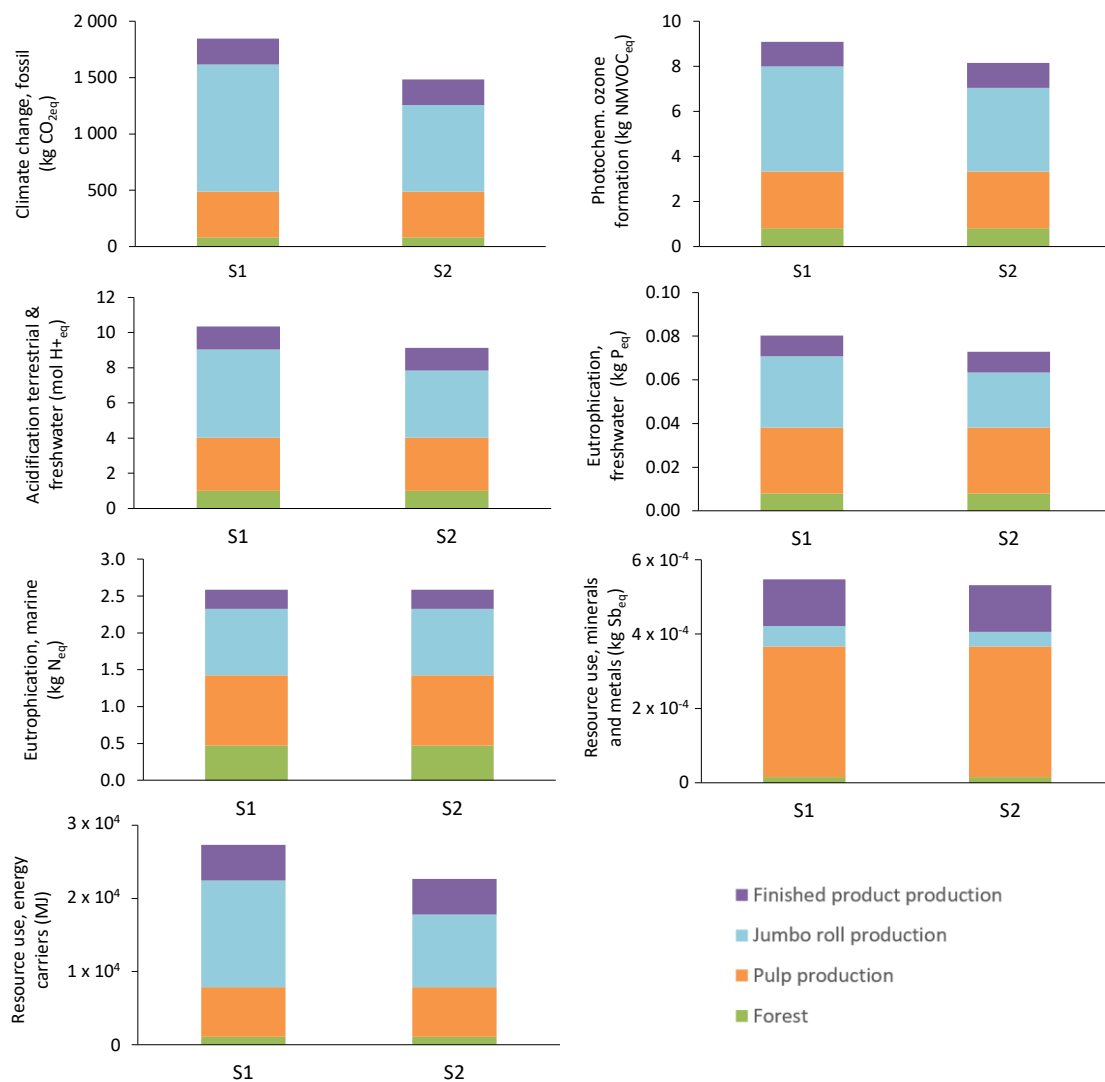 Climate change, fossil
(kg CO2eq)
2 000
1 500
1 000
500
0
S1
S2
Photochem. ozone
formation (kg NMVOCeq)
10
8
6
4
2
0
S1
S2
Acidification terrestrial &
freshwater (mol H+eq)
12
10
8
6
4
2
0
S1
S2
Eutrophication,
freshwater (kg Peq)
0.10
0.08
0.06
0.04
0.02
0.00
S1
S2
Eutrophication, marine
(kg Neq)
3.0
2.5
2.0
1.5
1.0
0.5
0.0
S1
S2
Resource use, minerals
and metals (kg Sbeq)
6 x 10-4
4 x 10-4
2 x 10-4
0
S1
S2
Resource use, energy
carriers (MJ)
3 x 104
2 x 104
1 x 104
0
S1
S2
Finished product production
Jumbo roll production
Pulp production
Forest